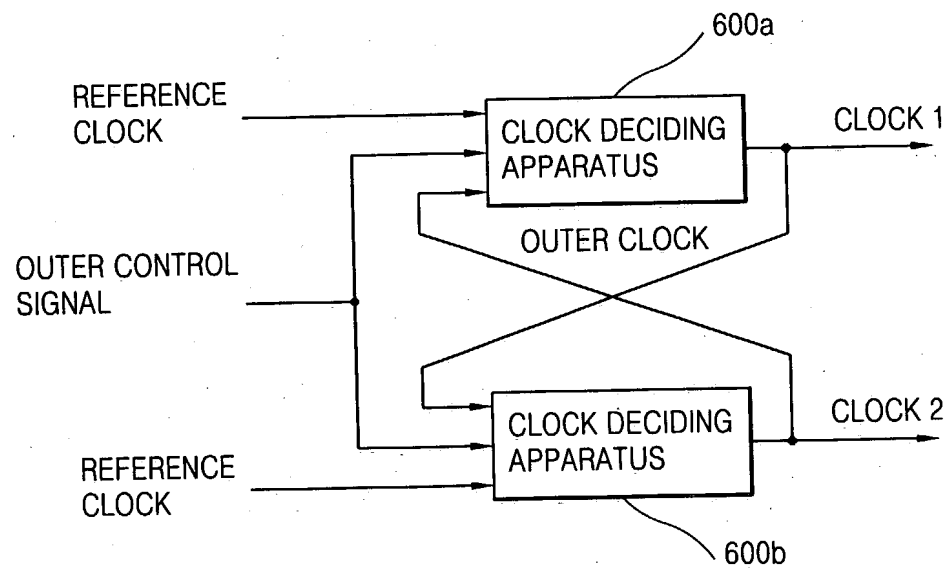 600a
REFERENCE
CLOCK
CLOCK DECIDING
APPARATUS
CLOCK 1
OUTER CLOCK
OUTER CONTROL
SIGNAL
CLOCK DECIDING
APPARATUS
CLOCK 2
REFERENCE
CLOCK
600b